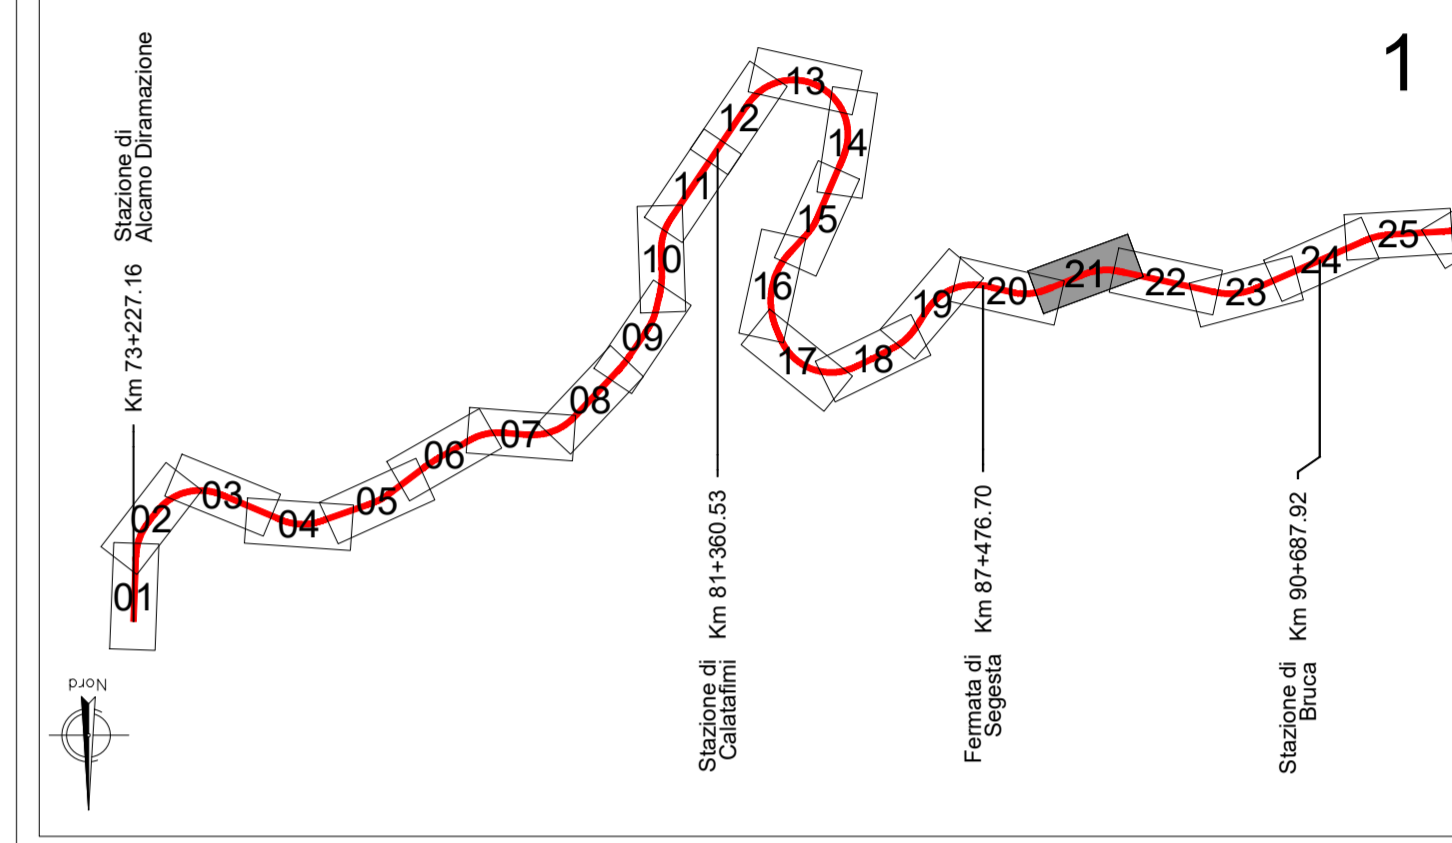 1
Stazione di
Alcamo Diramazione
Km 73+227.16
01
02
03
04
05
06
07
08
09
10
11
12
13
14
15
16
17
18
19
20
21
22
23
24
25
Nord
Km 81+360.53
Stazione di
Calatafimi
Km 87+476.70
Fermata di
Segesta
Km 90+687.92
Stazione di
Bruca